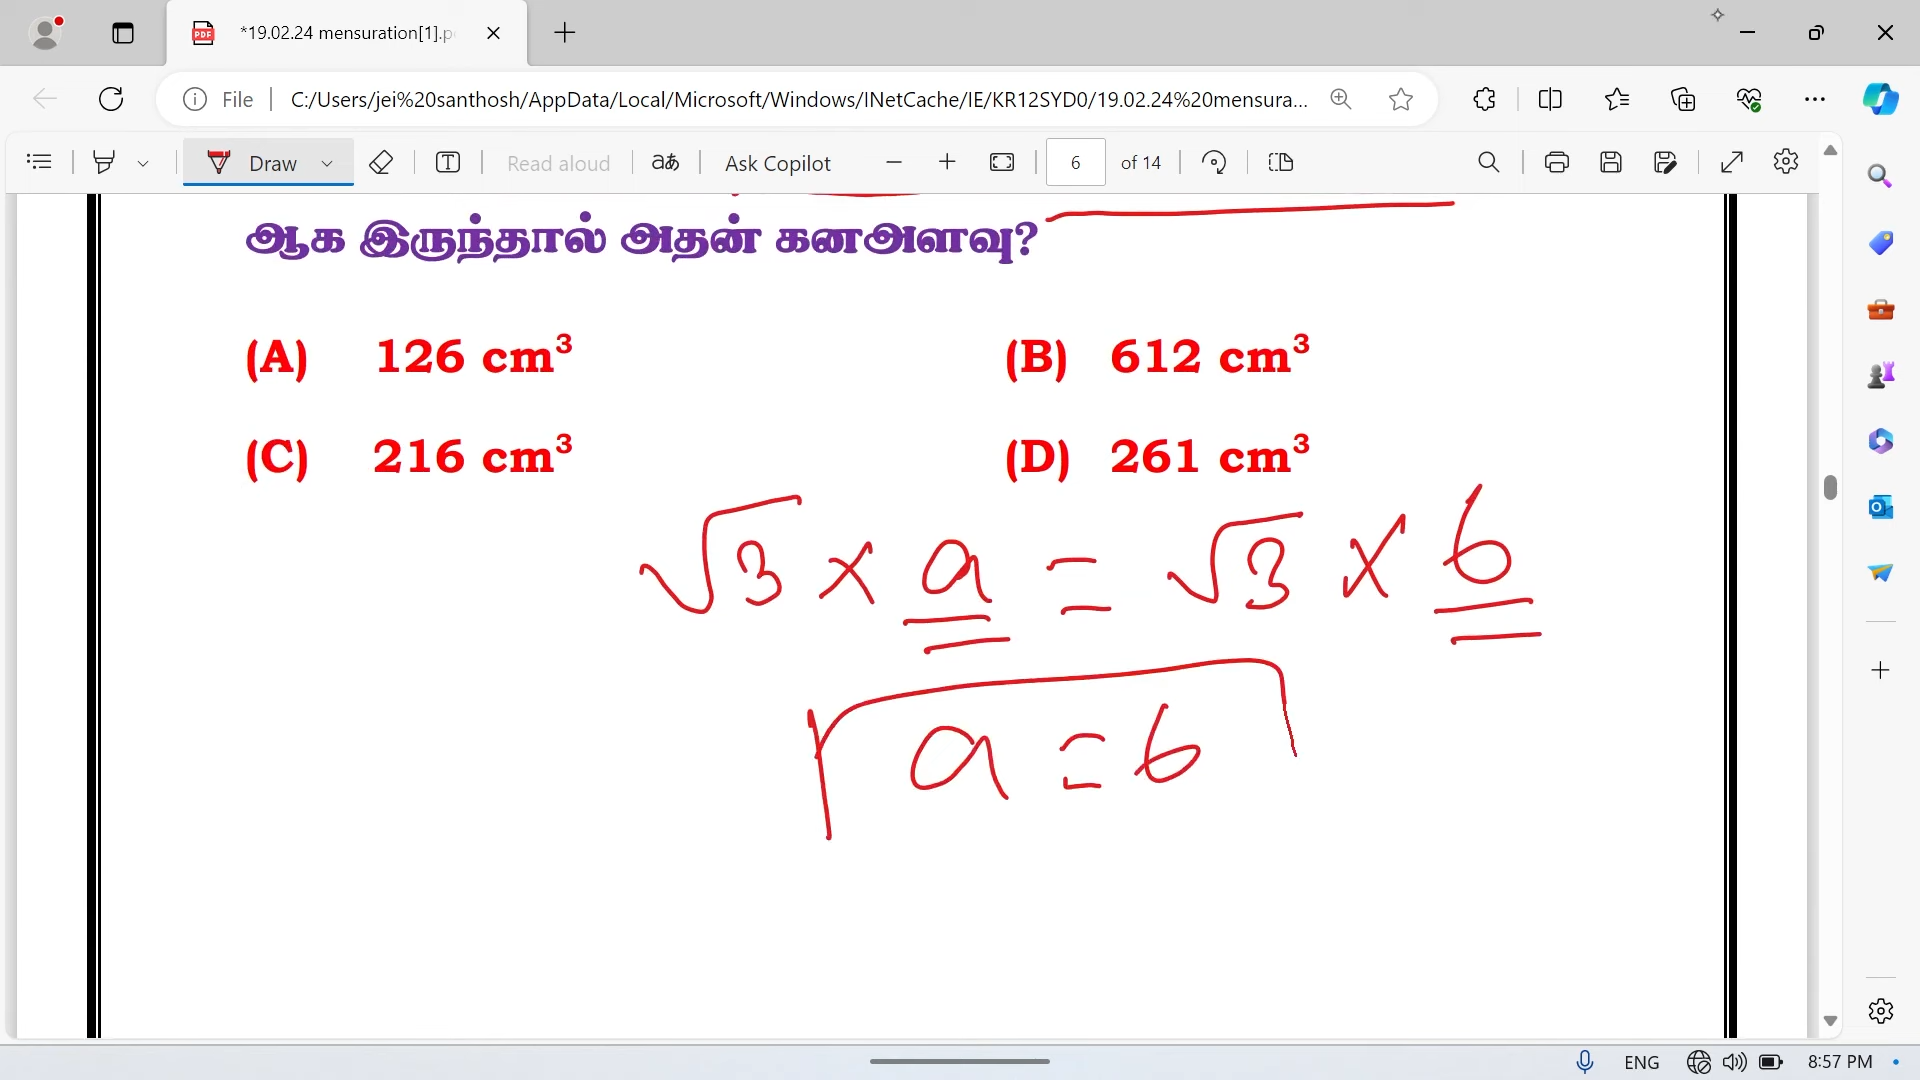 *19.02.24 mensuration[1].p
File C:/Users/jei%20santhosh/AppData/Local/Microsoft/Windows/INetCache/IE/KR12SYD0/19.02.24%20mensura...
Draw Read aloud aあ Ask Copilot 6 of 14
ஆக இருந்தால் அதன் கனஅளவு?
(A) 126 cm³ (B) 612 cm³
(C) 216 cm³ (D) 261 cm³
√3 × a = √3 × 6
a = 6
ENG 8:57 PM